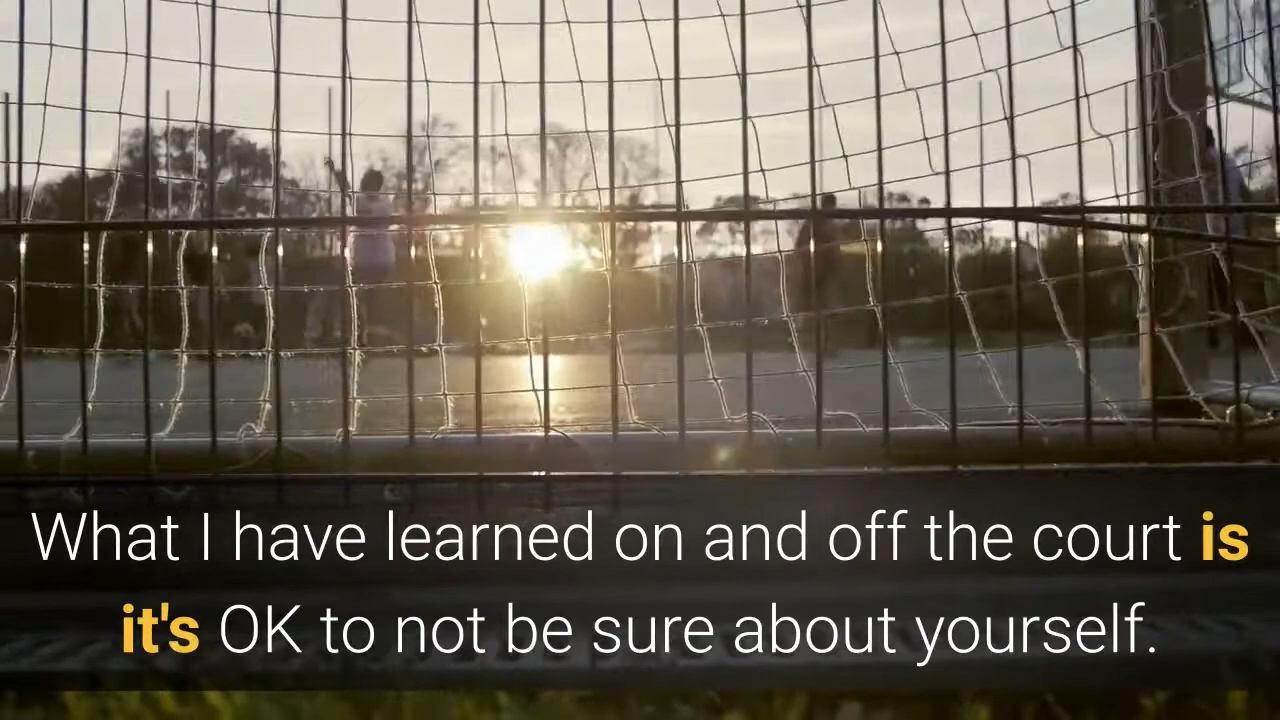 What I have learned on and off the court is
it's OK to not be sure about yourself.